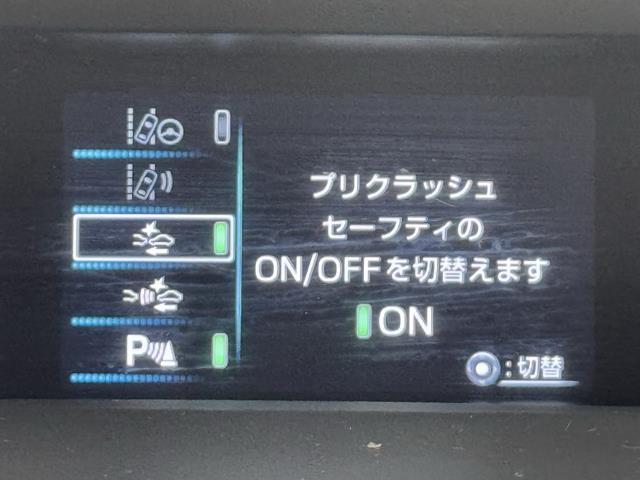 プリクラッシュ
セーフティの
ON/OFFを切替えます
ON
P
:切替